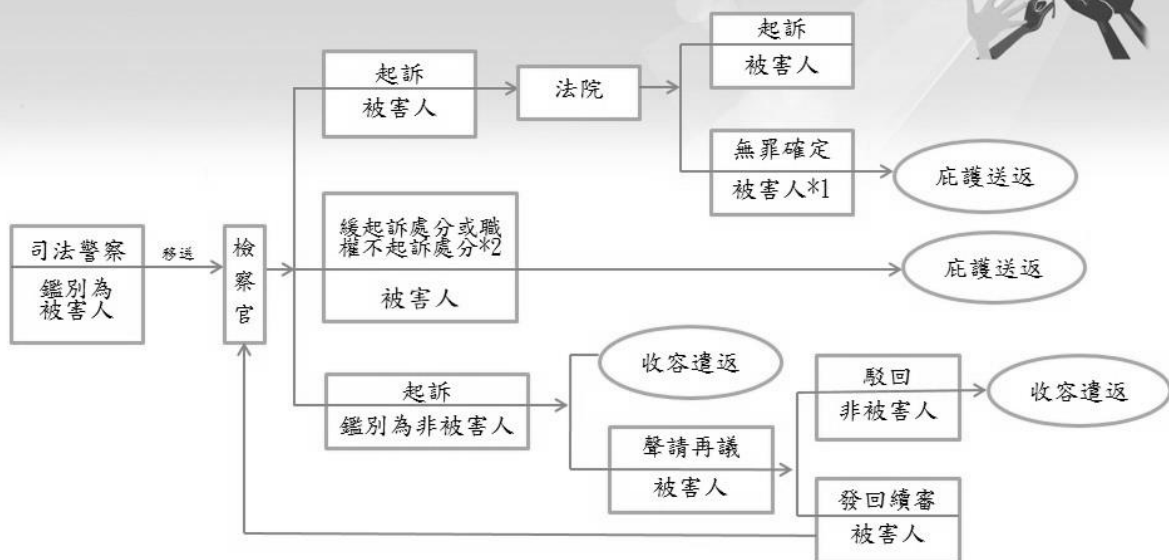 起訴
被害人
法院
起訴
被害人
無罪確定
被害人*1
庇護送返
司法警察
鑑別為
被害人
移送
檢
察
官
緩起訴處分或職
權不起訴處分*2
被害人
庇護送返
起訴
鑑別為非被害人
收容遣返
聲請再議
被害人
駁回
非被害人
收容遣返
發回續審
被害人